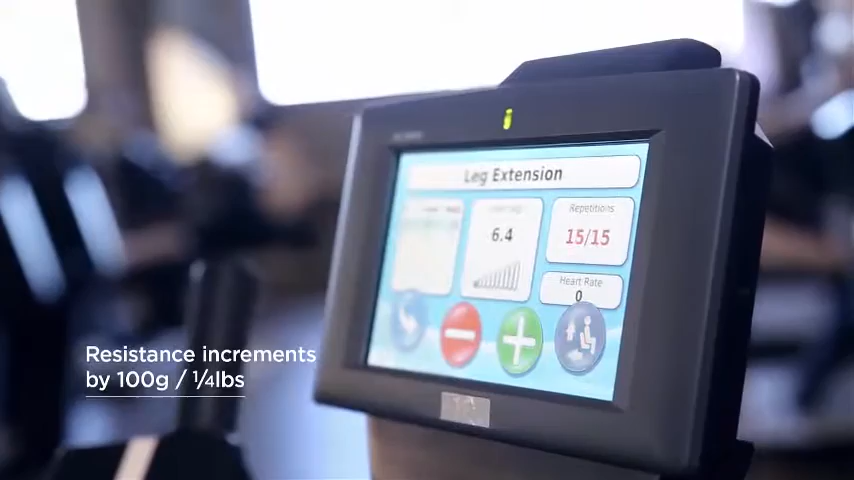 Leg Extension
6.4
Repetitions
15/15
Heart Rate
0
Resistance increments
by 100g / ¼lbs